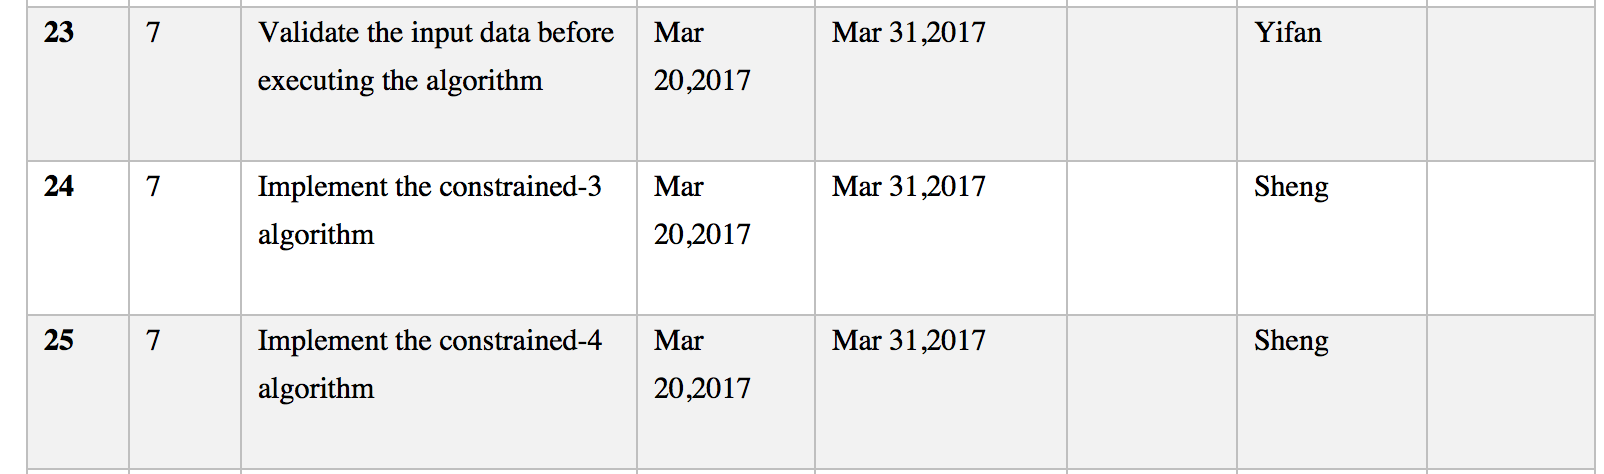 23 7 Validate the input data before Mar Mar 31,2017 Yifan
executing the algorithm 20,2017
24 7 Implement the constrained-3 Mar Mar 31,2017 Sheng
algorithm 20,2017
25 7 Implement the constrained-4 Mar Mar 31,2017 Sheng
algorithm 20,2017